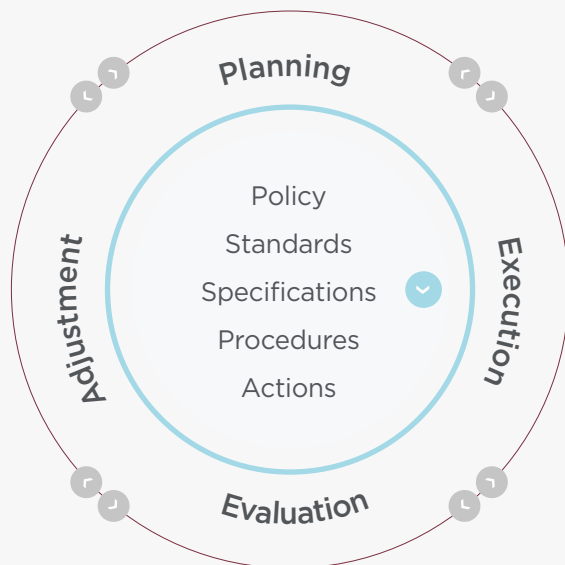 Planning
Policy
Standards
Specifications
Procedures
Actions
Adjustment
Execution
Evaluation